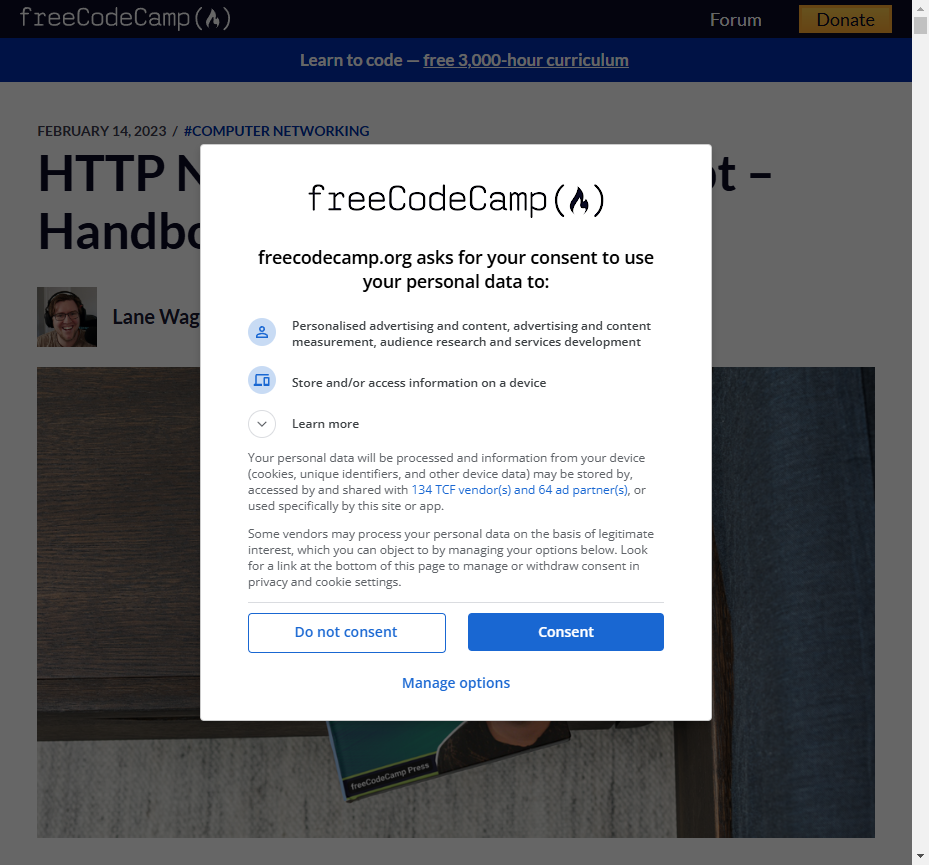 freeCodeCamp
Forum
Donate
Learn to code — free 3,000-hour curriculum
FEBRUARY 14, 2023 / #COMPUTER NETWORKING
HTTP
–
Lane
freeCodeCamp
freecodecamp.org asks for your consent to use
your personal data to:
Personalised advertising and content, advertising and content
measurement, audience research and services development
Store and/or access information on a device
Learn more
Your personal data will be processed and information from your device
(cookies, unique identifiers, and other device data) may be stored by,
accessed by and shared with 134 TCF vendor(s) and 64 ad partner(s), or
used specifically by this site or app.
Some vendors may process your personal data on the basis of legitimate
interest, which you can object to by managing your options below. Look
for a link at the bottom of this page to manage or withdraw consent in
privacy and cookie settings.
Do not consent
Consent
Manage options
freeCodeCamp Press